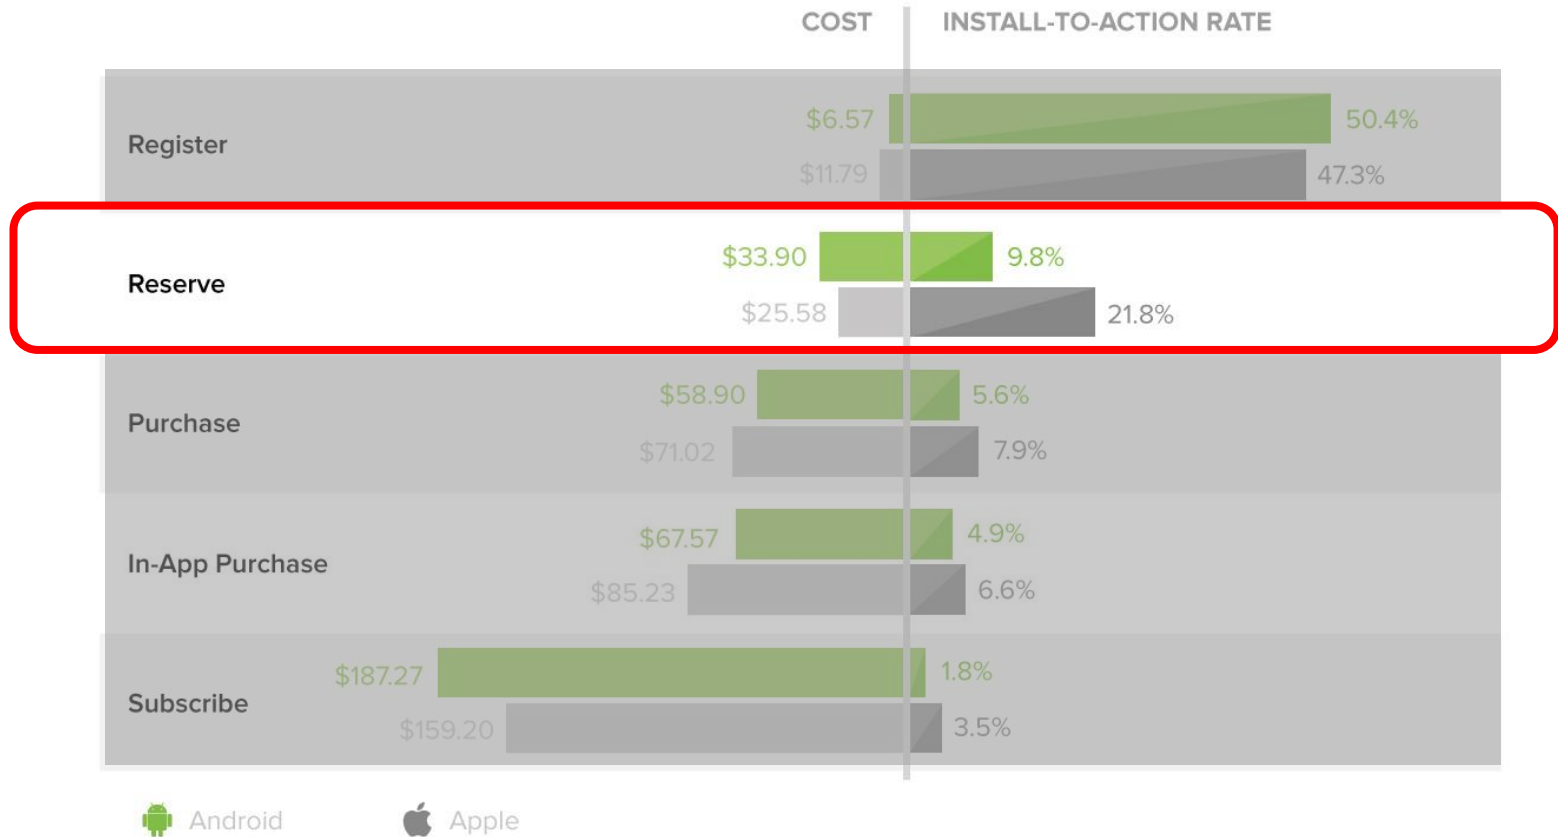 COST INSTALL-TO-ACTION RATE
$6.57 50.4%
Register
$11.79 47.3%
$33.90 9.8%
Reserve
$25.58 21.8%
$58.90 5.6%
Purchase
$71.02 7.9%
$67.57 4.9%
In-App Purchase
$85.23 6.6%
$187.27 1.8%
Subscribe
$159.20 3.5%
Android Apple